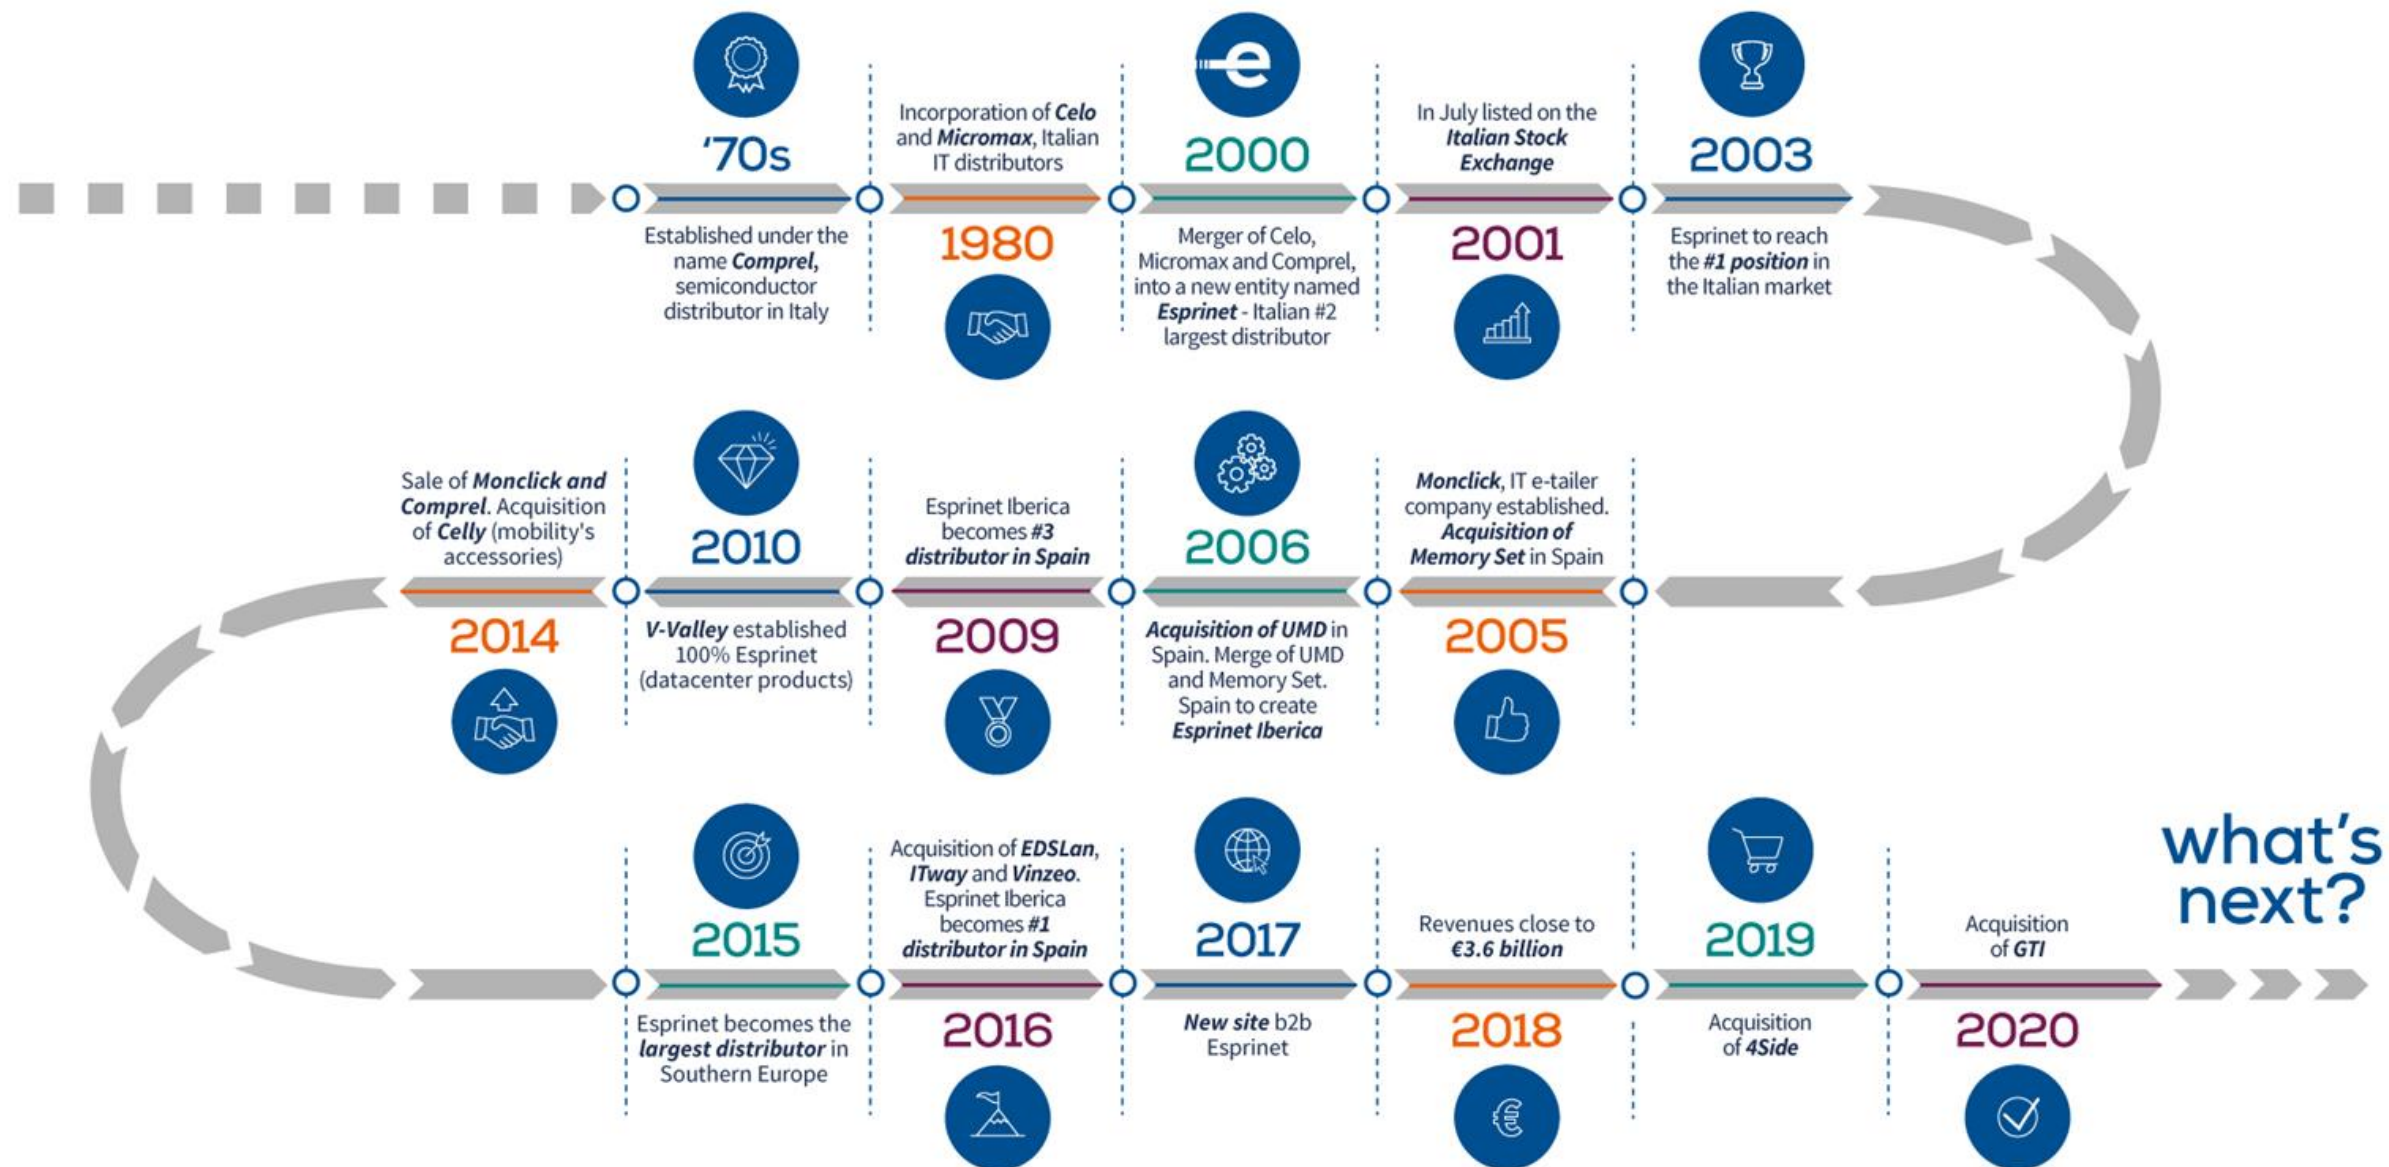 '70s
Established under the
name Comprel,
semiconductor
distributor in Italy
Incorporation of Celo
and Micromax, Italian
IT distributors
1980
e
2000
Merger of Celo,
Micromax and Comprel,
into a new entity named
Esprinet - Italian #2
largest distributor
In July listed on the
Italian Stock
Exchange
2001
2003
Esprinet to reach
the #1 position in
the Italian market
Monclick, IT e-tailer
company established.
Acquisition of
Memory Set in Spain
2005
2006
Acquisition of UMD in
Spain. Merge of UMD
and Memory Set.
Spain to create
Esprinet Iberica
Esprinet Iberica
becomes #3
distributor in Spain
2009
2010
V-Valley established
100% Esprinet
(datacenter products)
Sale of Monclick and
Comprel. Acquisition
of Celly (mobility's
accessories)
2014
2015
Esprinet becomes the
largest distributor in
Southern Europe
Acquisition of EDSLan,
ITway and Vinzeo.
Esprinet Iberica
becomes #1
distributor in Spain
2016
2017
New site b2b
Esprinet
Revenues close to
€3.6 billion
2018
€
2019
Acquisition
of 4Side
Acquisition
of GTI
2020
what's
next?